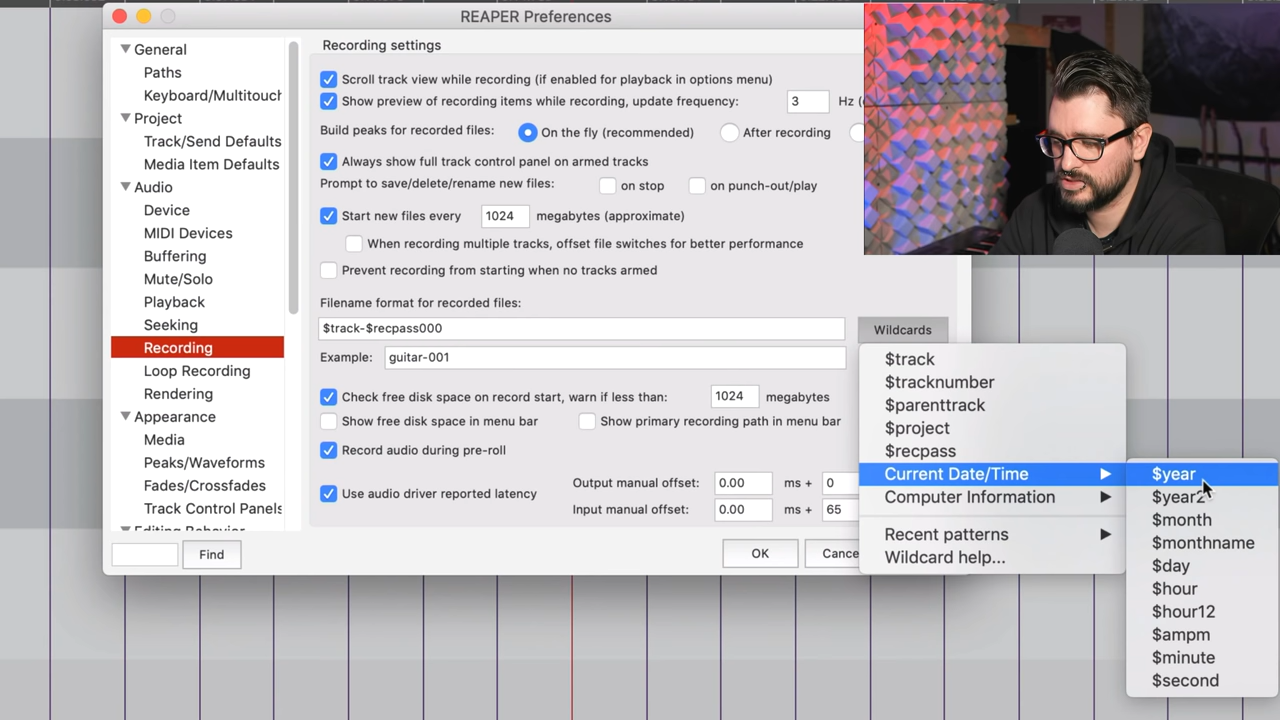 REAPER Preferences
General
Paths
Keyboard/Multitouch
Project
Track/Send Defaults
Media Item Defaults
Audio
Device
MIDI Devices
Buffering
Mute/Solo
Playback
Seeking
Recording
Loop Recording
Rendering
Appearance
Media
Peaks/Waveforms
Fades/Crossfades
Track Control Panels
Editing Behavior
Find
Recording settings
Scroll track view while recording (if enabled for playback in options menu)
Show preview of recording items while recording, update frequency: 3 Hz
Build peaks for recorded files: On the fly (recommended) After recording
Always show full track control panel on armed tracks
Prompt to save/delete/rename new files: on stop on punch-out/play
Start new files every 1024 megabytes (approximate)
When recording multiple tracks, offset file switches for better performance
Prevent recording from starting when no tracks armed
Filename format for recorded files:
$track-$recpass000 Wildcards
Example: guitar-001
Check free disk space on record start, warn if less than: 1024 megabytes
Show free disk space in menu bar Show primary recording path in menu bar
Record audio during pre-roll
Use audio driver reported latency
Output manual offset: 0.00 ms + 0
Input manual offset: 0.00 ms + 65
OK Cance
$track
$tracknumber
$parenttrack
$project
$recpass
Current Date/Time
Computer Information
Recent patterns
Wildcard help...
$year
$year2
$month
$monthname
$day
$hour
$hour12
$ampm
$minute
$second